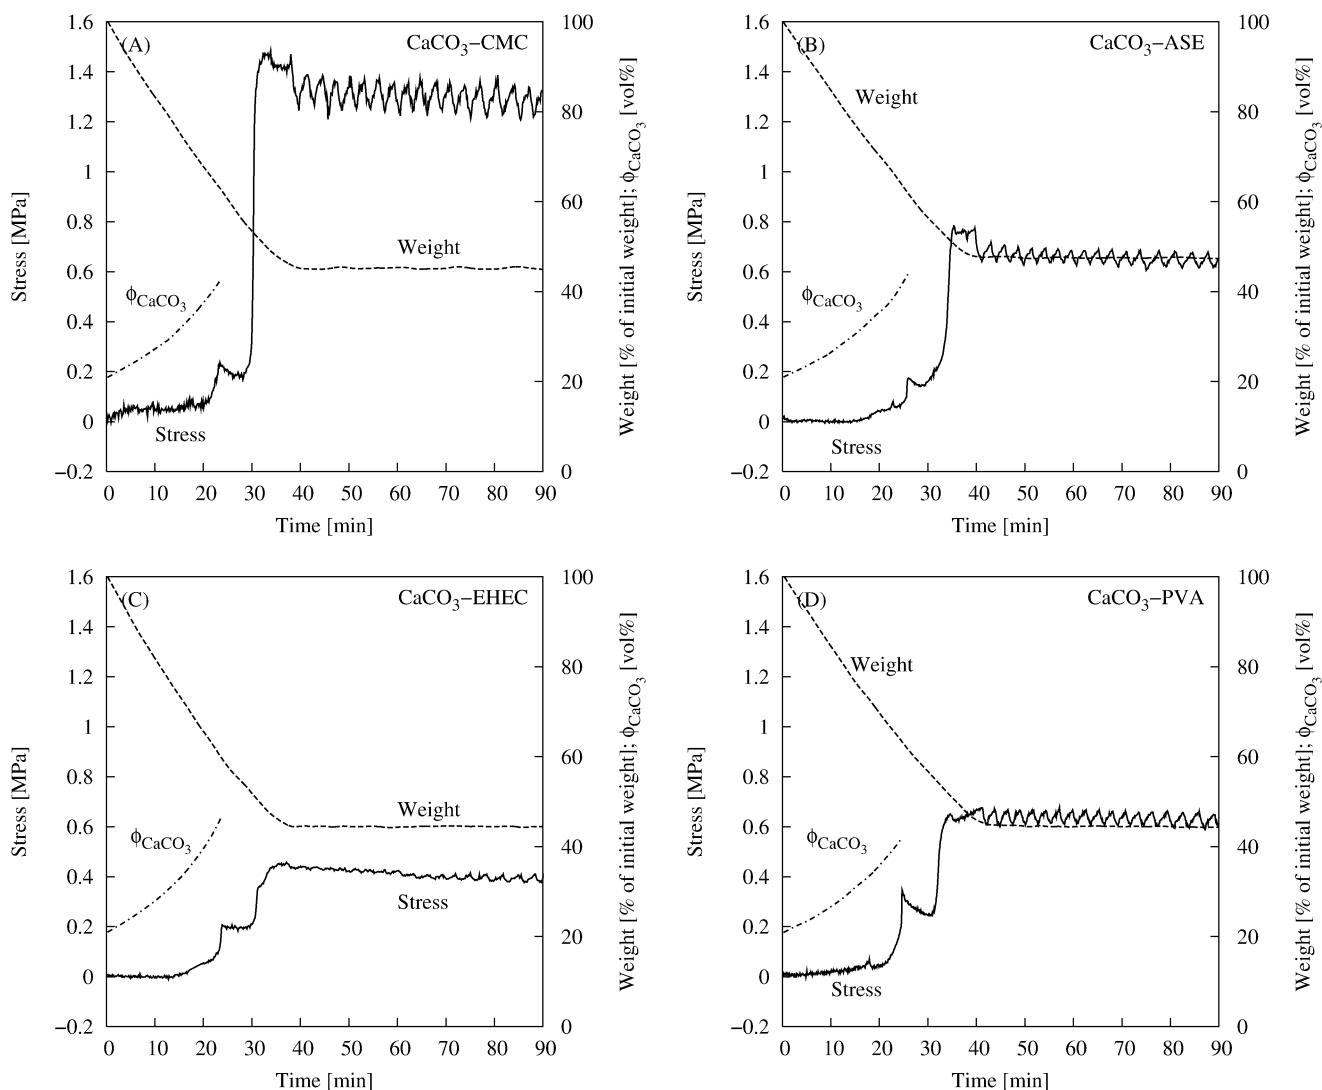 (A) CaCO3−CMC
Weight
ϕCaCO3
Stress
1.6
1.4
1.2
1
0.8
0.6
0.4
0.2
0
−0.2
Stress [MPa]
100
80
60
40
20
0
Weight [% of initial weight]; ϕCaCO3 [vol%]
0 10 20 30 40 50 60 70 80 90
Time [min]
(B) CaCO3−ASE
Weight
ϕCaCO3
Stress
1.6
1.4
1.2
1
0.8
0.6
0.4
0.2
0
−0.2
Stress [MPa]
100
80
60
40
20
0
Weight [% of initial weight]; ϕCaCO3 [vol%]
0 10 20 30 40 50 60 70 80 90
Time [min]
(C) CaCO3−EHEC
Weight
ϕCaCO3
Stress
1.6
1.4
1.2
1
0.8
0.6
0.4
0.2
0
−0.2
Stress [MPa]
100
80
60
40
20
0
Weight [% of initial weight]; ϕCaCO3 [vol%]
0 10 20 30 40 50 60 70 80 90
Time [min]
(D) CaCO3−PVA
Weight
ϕCaCO3
Stress
1.6
1.4
1.2
1
0.8
0.6
0.4
0.2
0
−0.2
Stress [MPa]
100
80
60
40
20
0
Weight [% of initial weight]; ϕCaCO3 [vol%]
0 10 20 30 40 50 60 70 80 90
Time [min]